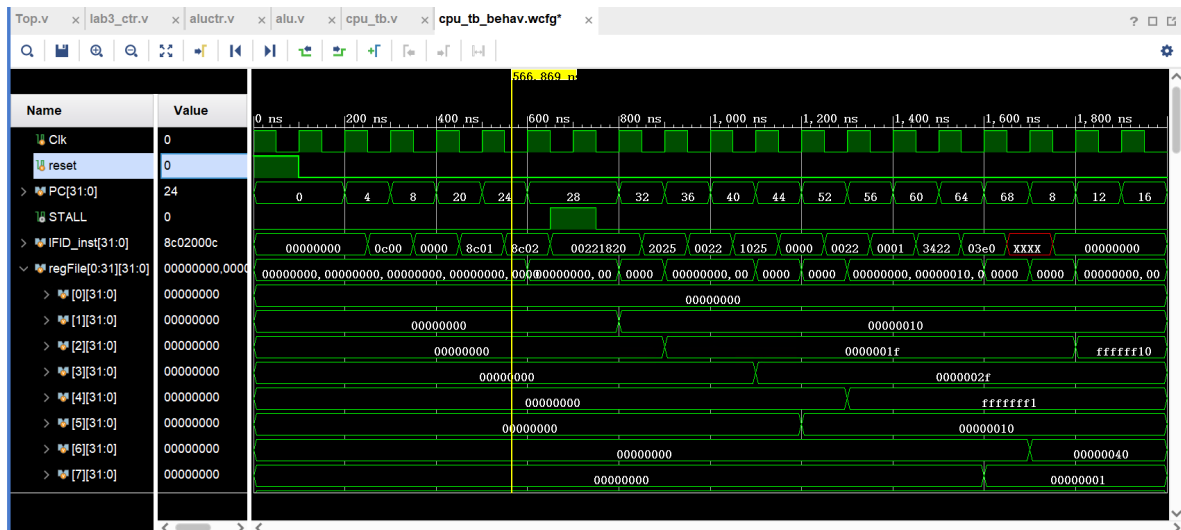 Top.v × lab3_ctr.v × aluctr.v × alu.v × cpu_tb.v × cpu_tb_behav.wcfg* ×
566.869 n
Name Value
0 ns 200 ns 400 ns 600 ns 800 ns 1,000 ns 1,200 ns 1,400 ns 1,600 ns 1,800 ns
Clk 0
reset 0
PC[31:0] 24 0 4 8 20 24 28 32 36 40 44 52 56 60 64 68 8 12 16
STALL 0
IFID_inst[31:0] 8c02000c 00000000 0c00 0000 8c01 8c02 00221820 2025 0022 1025 0000 0022 0001 3422 03e0 XXXX 00000000
regFile[0:31][31:0] 00000000,0000 00000000,00000000,00000000,00000000,0000 00000000,00 0000 00000000,00 0000 0000 00000000,00000010,0 0000 0000 00000000,00
[0][31:0] 00000000 00000000
[1][31:0] 00000000 00000000 00000010
[2][31:0] 00000000 00000000 0000001f ffffff10
[3][31:0] 00000000 00000000 0000002f
[4][31:0] 00000000 00000000 fffffff1
[5][31:0] 00000000 00000000 00000010
[6][31:0] 00000000 00000000 00000040
[7][31:0] 00000000 00000000 00000001